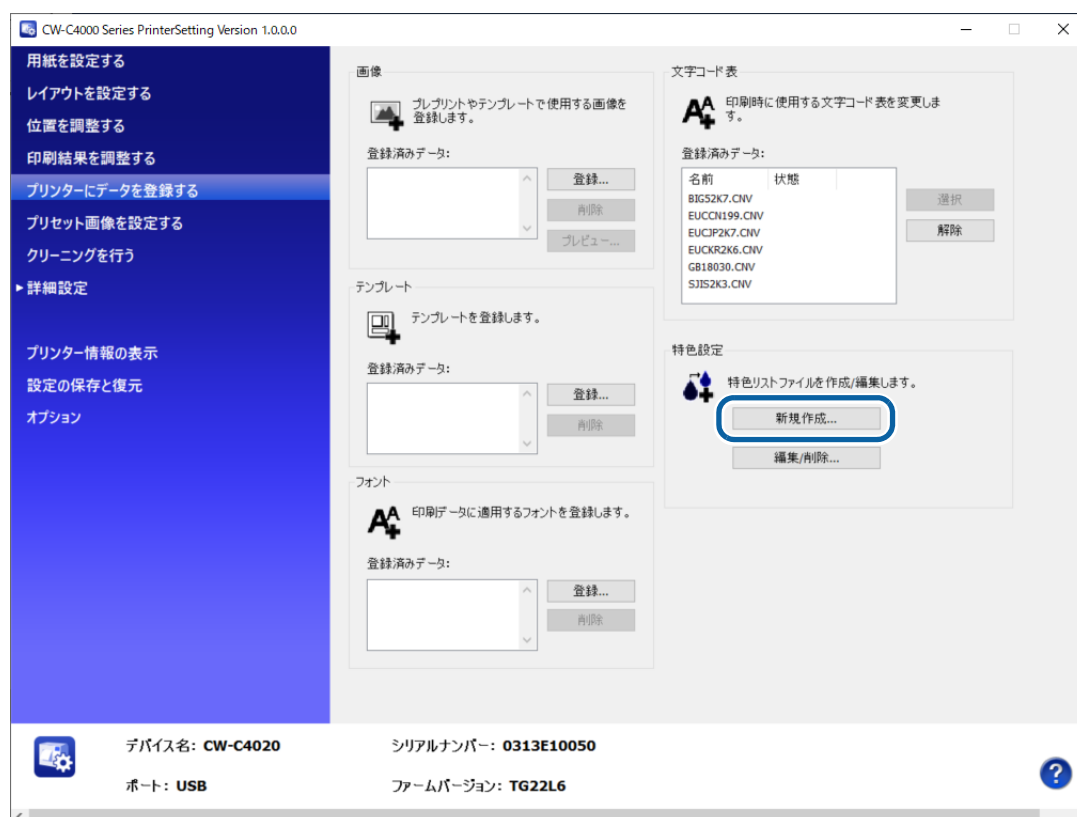 CW-C4000 Series PrinterSetting Version 1.0.0.0
用紙を設定する
レイアウトを設定する
位置を調整する
印刷結果を調整する
プリンターにデータを登録する
プリセット画像を設定する
クリーニングを行う
詳細設定
プリンター情報の表示
設定の保存と復元
オプション
画像
プレプリントやテンプレートで使用する画像を
登録します。
登録済みデータ:
登録...
削除
プレビュー...
テンプレート
テンプレートを登録します。
登録済みデータ:
登録...
削除
フォント
印刷データに適用するフォントを登録します。
登録済みデータ:
登録...
削除
文字コード表
印刷時に使用する文字コード表を変更しま
す。
登録済みデータ:
名前 状態
BIG52K7.CNV
EUCCN199.CNV
EUCJP2K7.CNV
EUCKR2K6.CNV
GB18030.CNV
SJIS2K3.CNV
選択
解除
特色設定
特色リストファイルを作成/編集します。
新規作成...
編集/削除...
デバイス名: CW-C4020
シリアルナンバー: 0313E10050
ポート: USB
ファームバージョン: TG22L6